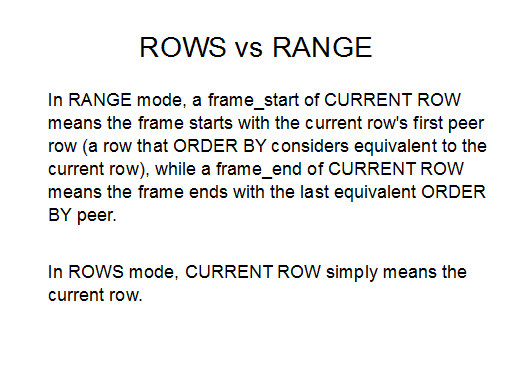 ROWS vs RANGE
In RANGE mode, a frame_start of CURRENT ROW
means the frame starts with the current row's first peer
row (a row that ORDER BY considers equivalent to the
current row), while a frame_end of CURRENT ROW
means the frame ends with the last equivalent ORDER
BY peer.
In ROWS mode, CURRENT ROW simply means the
current row.